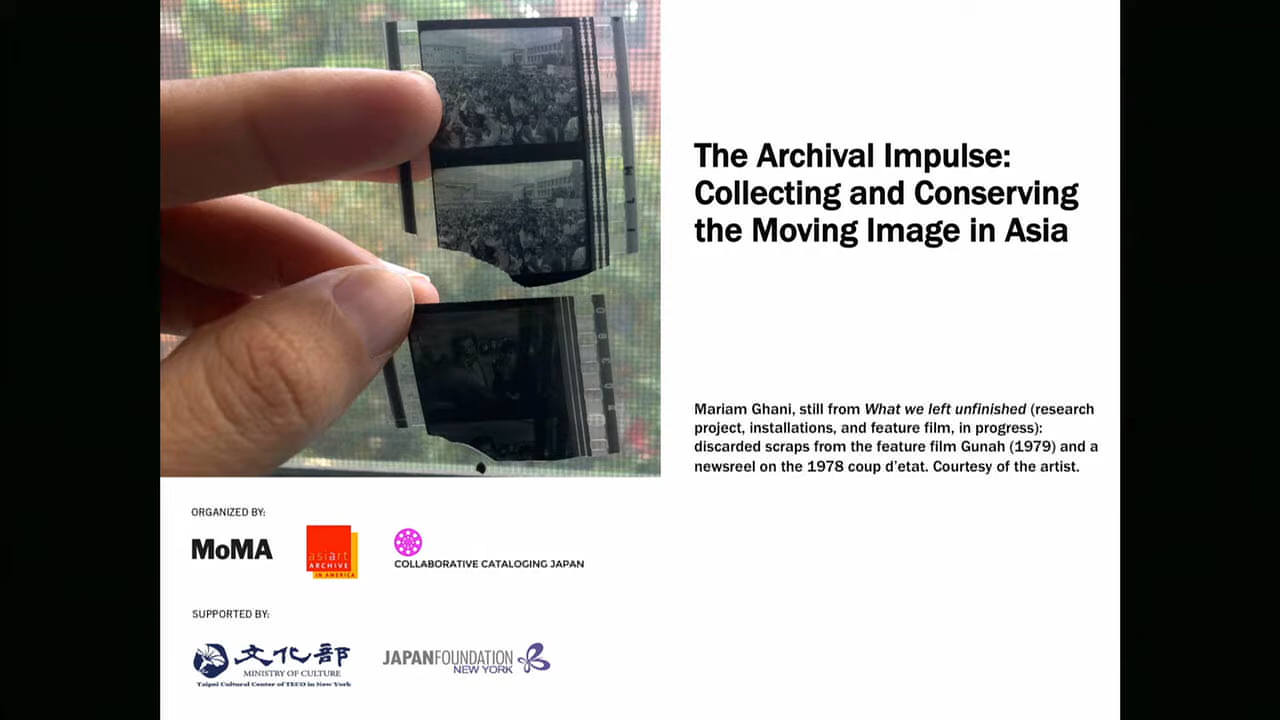 The Archival Impulse:
Collecting and Conserving
the Moving Image in Asia
Mariam Ghani, still from What we left unfinished (research
project, installations, and feature film, in progress):
discarded scraps from the feature film Gunah (1979) and a
newsreel on the 1978 coup d'etat. Courtesy of the artist.
ORGANIZED BY:
MoMA
asiart
ARCHIVE
IN AMERICA
COLLABORATIVE CATALOGING JAPAN
SUPPORTED BY:
文化部
MINISTRY OF CULTURE
Taipei Cultural Center of TECO in New York
JAPANFOUNDATION
NEW YORK